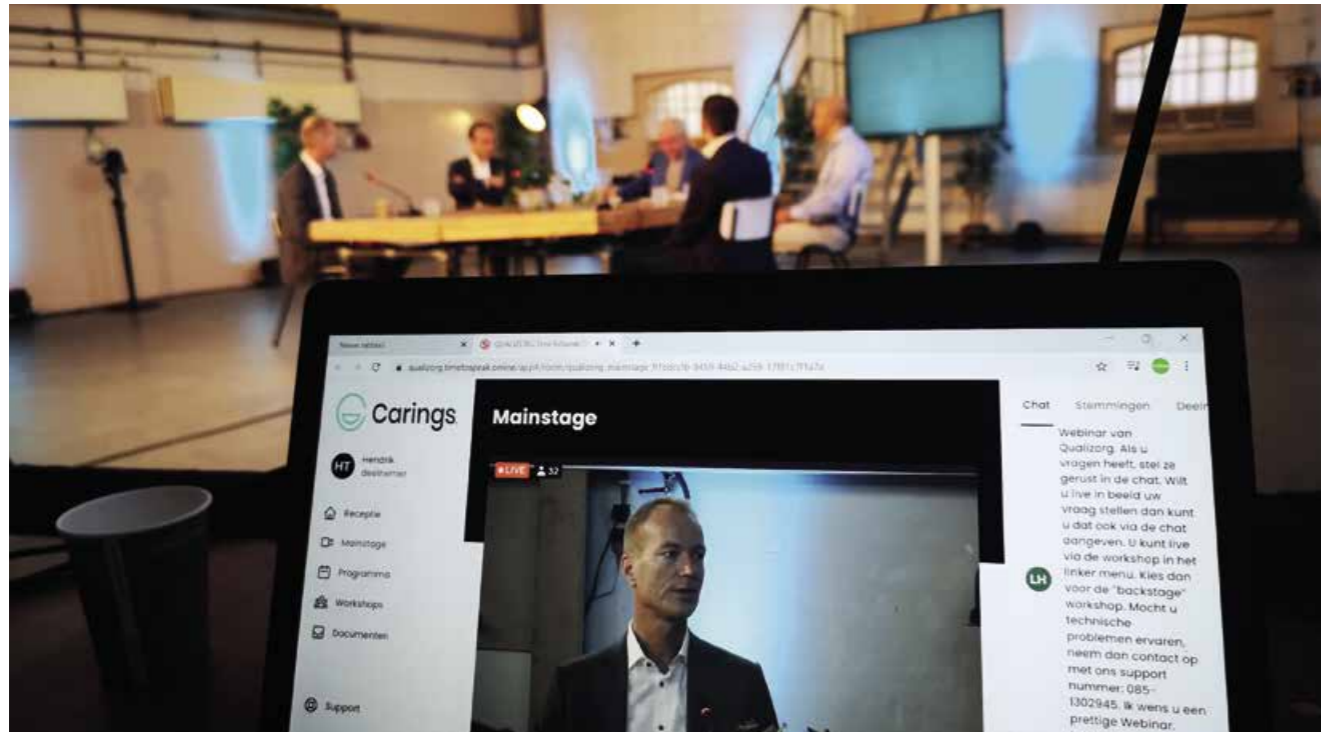 Carings
HT
Hendrik
deelnemer
Receptie
Mainstage
Programma
Workshops
Documenten
Support
Mainstage
LIVE 32
Chat Stemmingen Deeln
Webinar van
Qualizorg. Als u
vragen heeft, stel ze
gerust in de chat. Wilt
u live in beeld uw
vraag stellen dan kunt
u dat ook via de chat
aangeven. U kunt live
via de workshop in het
linker menu. Kies dan
voor de "backstage"
workshop. Mocht u
technische
problemen ervaren,
neem dan contact op
met ons support
nummer: 085-
1302945. Ik wens u een
prettige Webinar.
LH